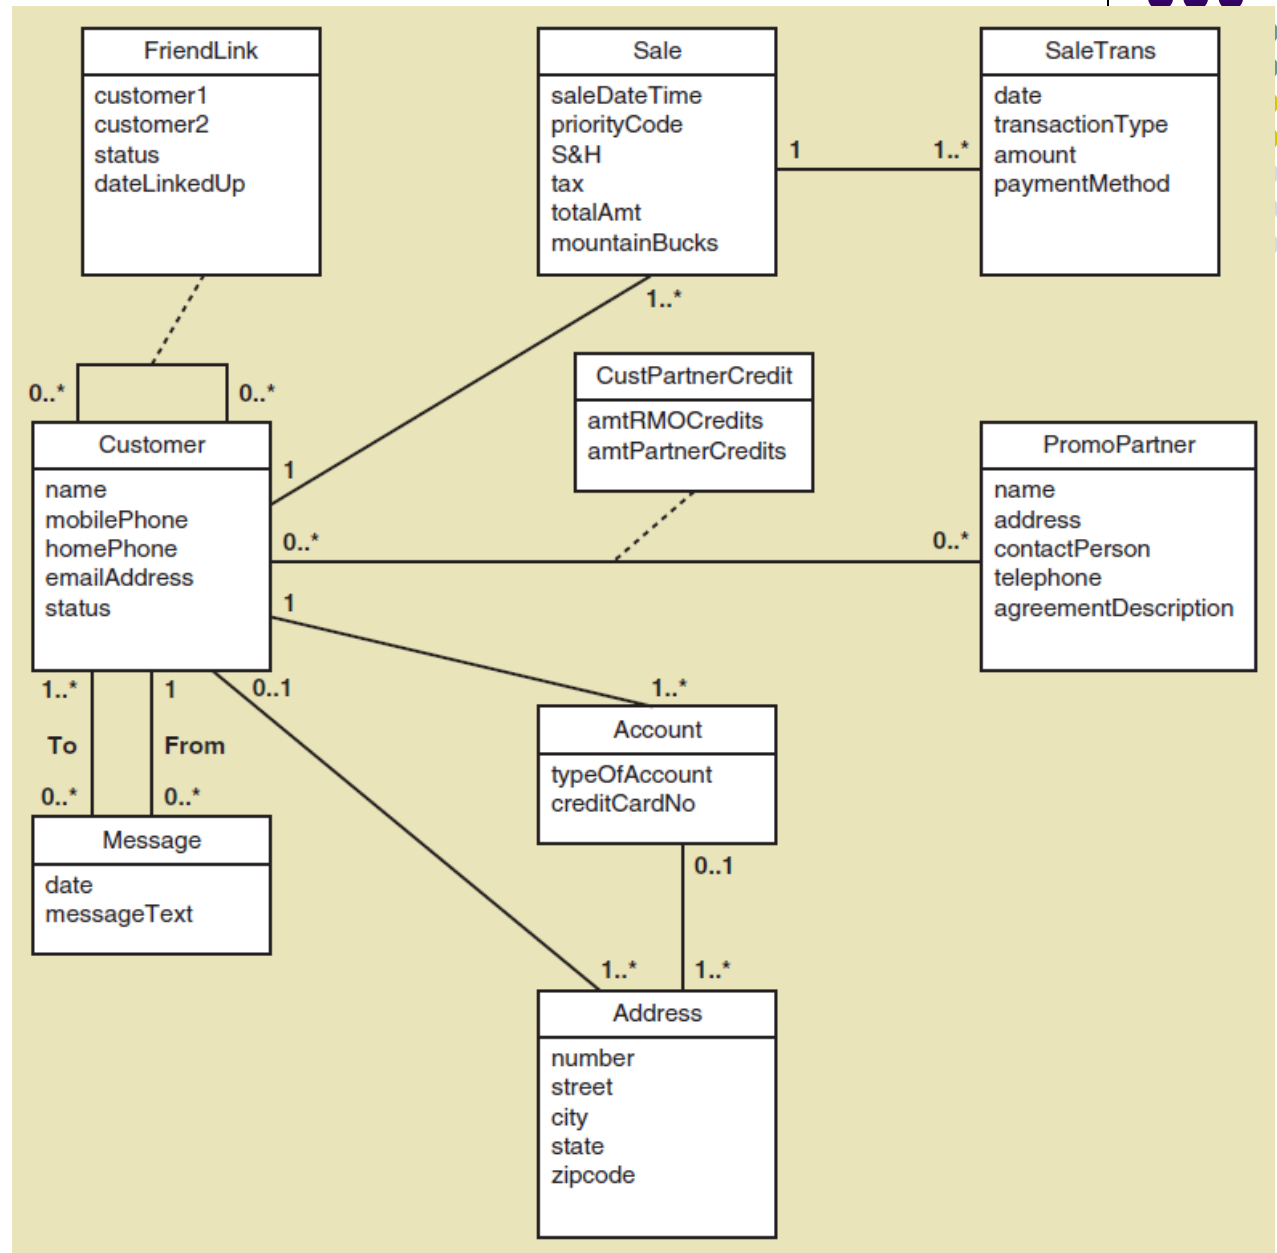 FriendLink
customer1
customer2
status
dateLinkedUp
Sale
saleDateTime
priorityCode
S&H
tax
totalAmt
mountainBucks
1
1..*
SaleTrans
date
transactionType
amount
paymentMethod
1..*
0..*
0..*
CustPartnerCredit
amtRMOCredits
amtPartnerCredits
Customer
name
mobilePhone
homePhone
emailAddress
status
1
0..*
0..*
1
PromoPartner
name
address
contactPerson
telephone
agreementDescription
1..*
1
0..1
1..*
To
From
0..*
0..*
Account
typeOfAccount
creditCardNo
Message
date
messageText
0..1
1..*
1..*
Address
number
street
city
state
zipcode